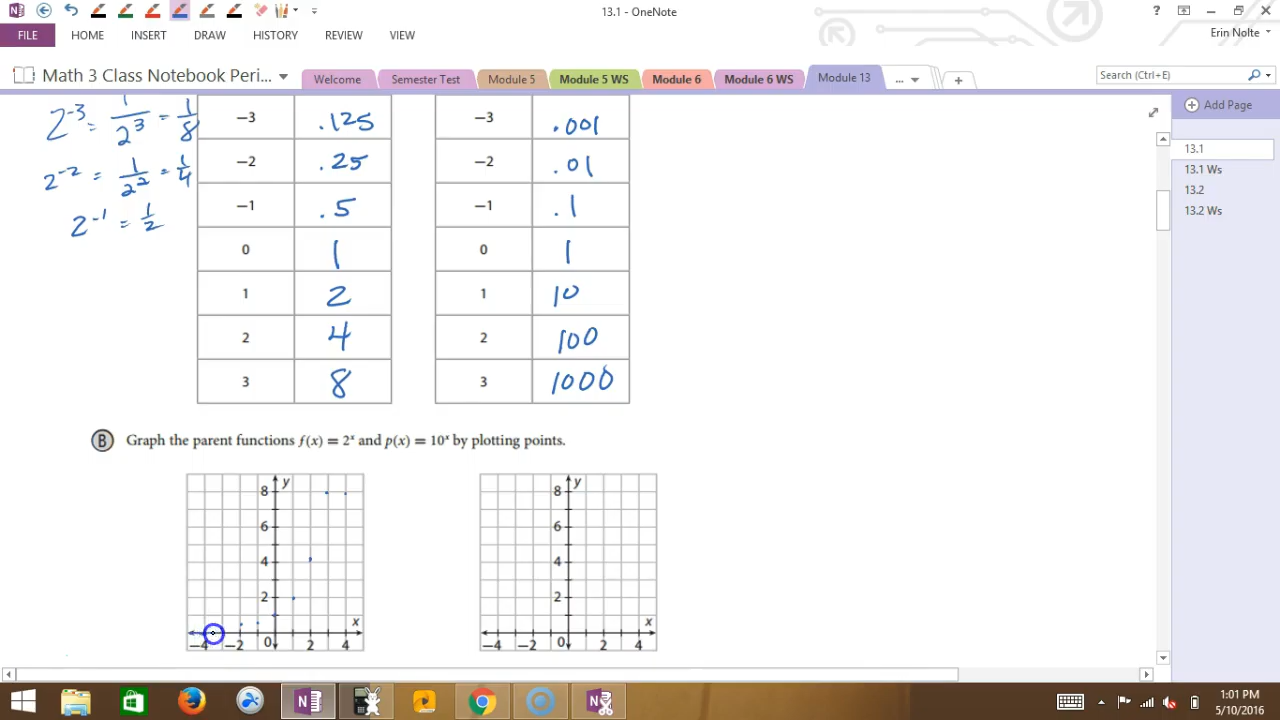 13.1 - OneNote
?
FILE HOME INSERT DRAW HISTORY REVIEW VIEW
Erin Nolte
Math 3 Class Notebook Peri...
Welcome Semester Test Module 5 Module 5 WS Module 6 Module 6 WS Module 13 ... +
Search (Ctrl+E)
Add Page
13.1
13.1 Ws
13.2
13.2 Ws
2^-3 = 1/2^3 = 1/8
2^-2 = 1/2^2 = 1/4
2^-1 = 1/2
−3 .125 −3 .001
−2 .25 −2 .01
−1 .5 −1 .1
0 1 0 1
1 2 1 10
2 4 2 100
3 8 3 1000
B Graph the parent functions f(x) = 2^x and p(x) = 10^x by plotting points.
y y
8 8
6 6
4 4
2 2
x x
−4 −2 0 2 4 −4 −2 0 2 4
1:01 PM
5/10/2016